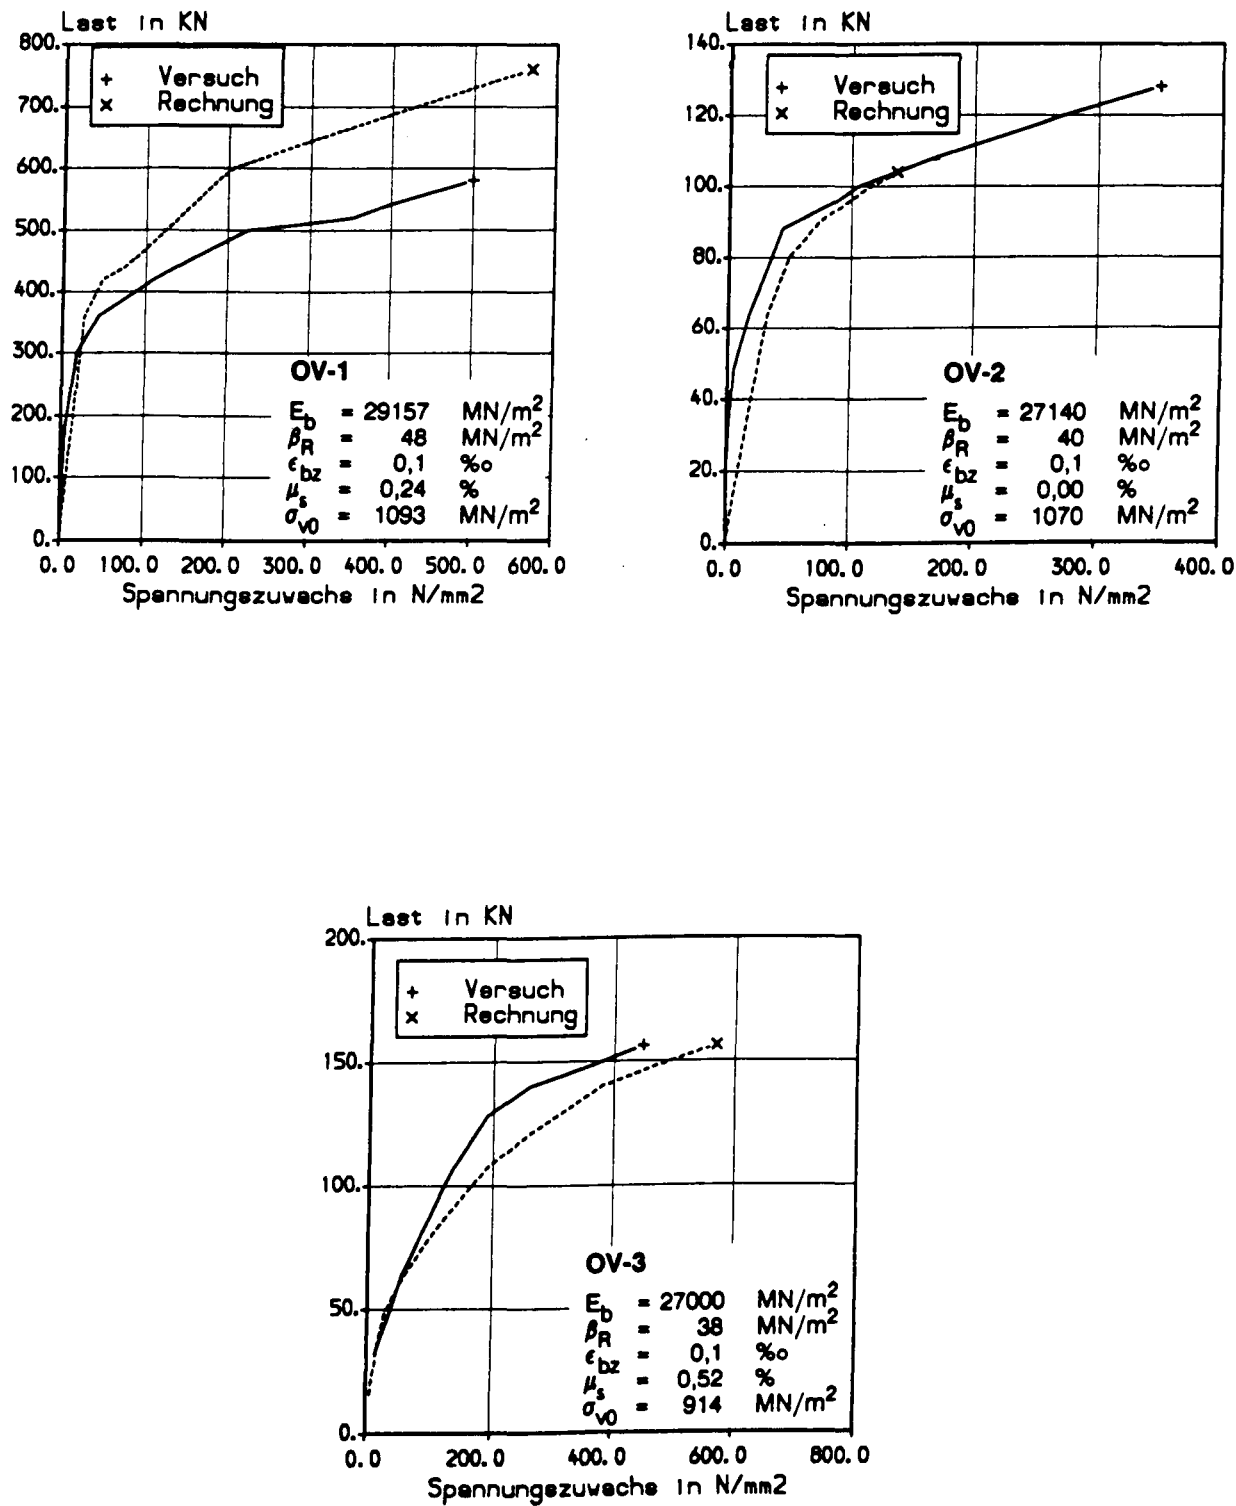 Last in KN
800.
700.
600.
500.
400.
300.
200.
100.
0.
+ Versuch
x Rechnung
OV-1
E_b = 29157 MN/m²
β_R = 48 MN/m²
ϵ_bz = 0,1 ‰
μ_s = 0,24 %
σ_v0 = 1093 MN/m²
0.0 100.0 200.0 300.0 400.0 500.0 600.0
Spannungszuwachs in N/mm2
Last in KN
140.
120.
100.
80.
60.
40.
20.
0.
+ Versuch
x Rechnung
OV-2
E_b = 27140 MN/m²
β_R = 40 MN/m²
ϵ_bz = 0,1 ‰
μ_s = 0,00 %
σ_v0 = 1070 MN/m²
0.0 100.0 200.0 300.0 400.0
Spannungszuwachs in N/mm2
Last in KN
200.
150.
100.
50.
0.
+ Versuch
x Rechnung
OV-3
E_b = 27000 MN/m²
β_R = 38 MN/m²
ϵ_bz = 0,1 ‰
μ_s = 0,52 %
σ_v0 = 914 MN/m²
0.0 200.0 400.0 600.0 800.0
Spannungszuwachs in N/mm2